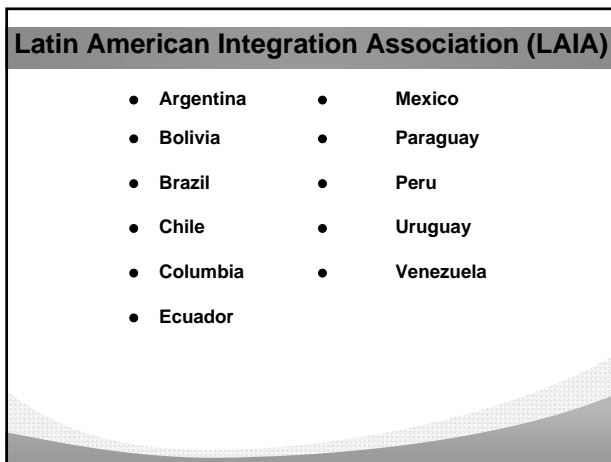 Latin American Integration Association (LAIA)
● Argentina
● Bolivia
● Brazil
● Chile
● Columbia
● Ecuador
● Mexico
● Paraguay
● Peru
● Uruguay
● Venezuela